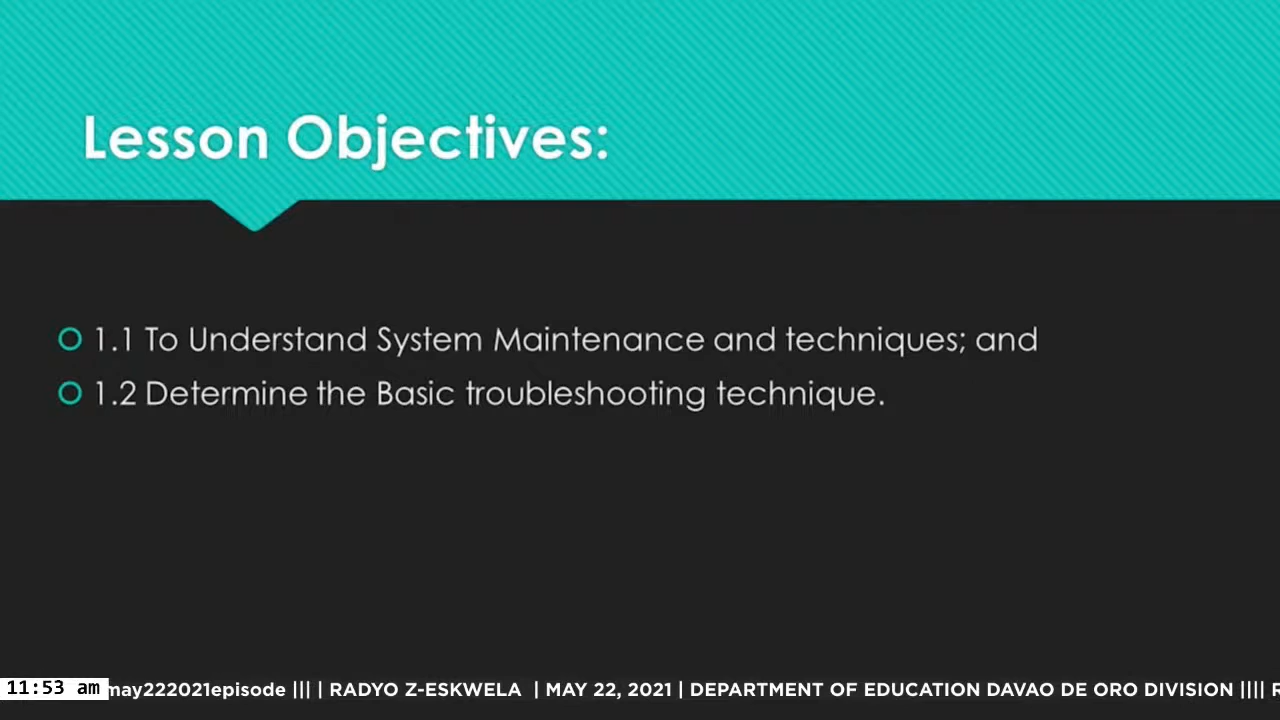 Lesson Objectives:
1.1 To Understand System Maintenance and techniques; and
1.2 Determine the Basic troubleshooting technique.
11:53 am may222021episode ||| | RADYO Z-ESKWELA | MAY 22, 2021 | DEPARTMENT OF EDUCATION DAVAO DE ORO DIVISION ||||